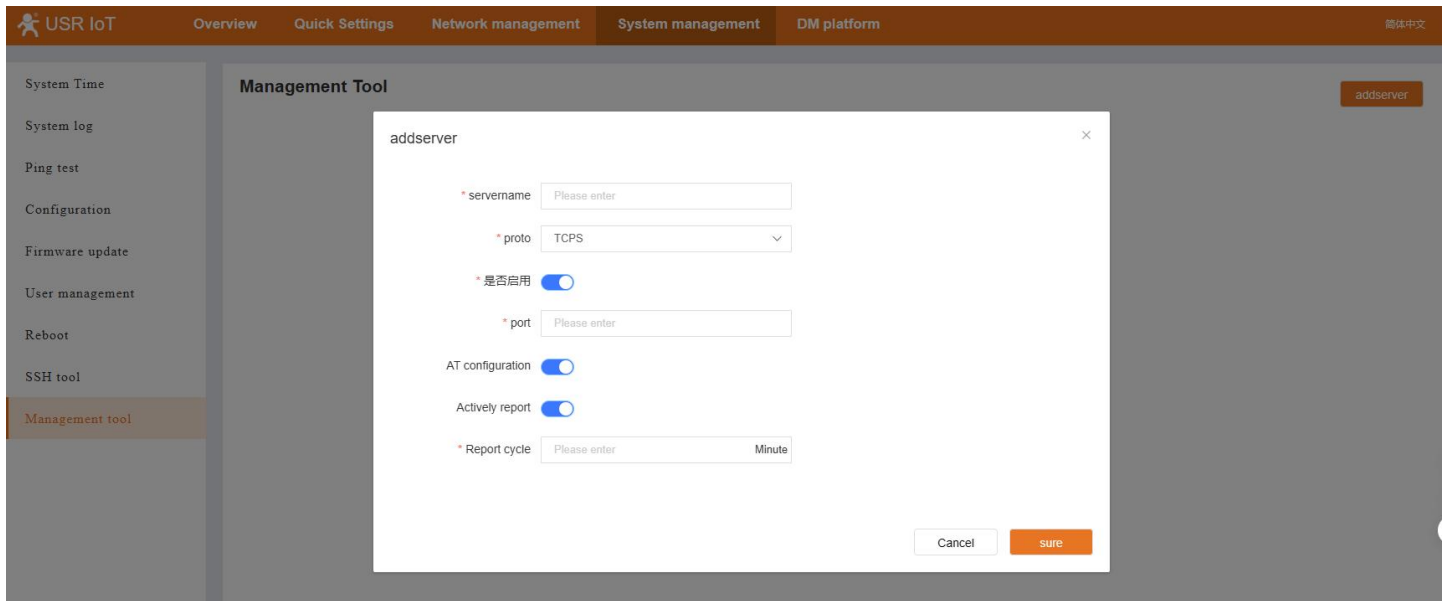 USR IoT Overview Quick Settings Network management System management DM platform 简体中文
System Time
System log
Ping test
Configuration
Firmware update
User management
Reboot
SSH tool
Management tool
Management Tool
addserver
addserver
* servername Please enter
* proto TCPS
* 是否启用
* port Please enter
AT configuration
Actively report
* Report cycle Please enter Minute
Cancel sure